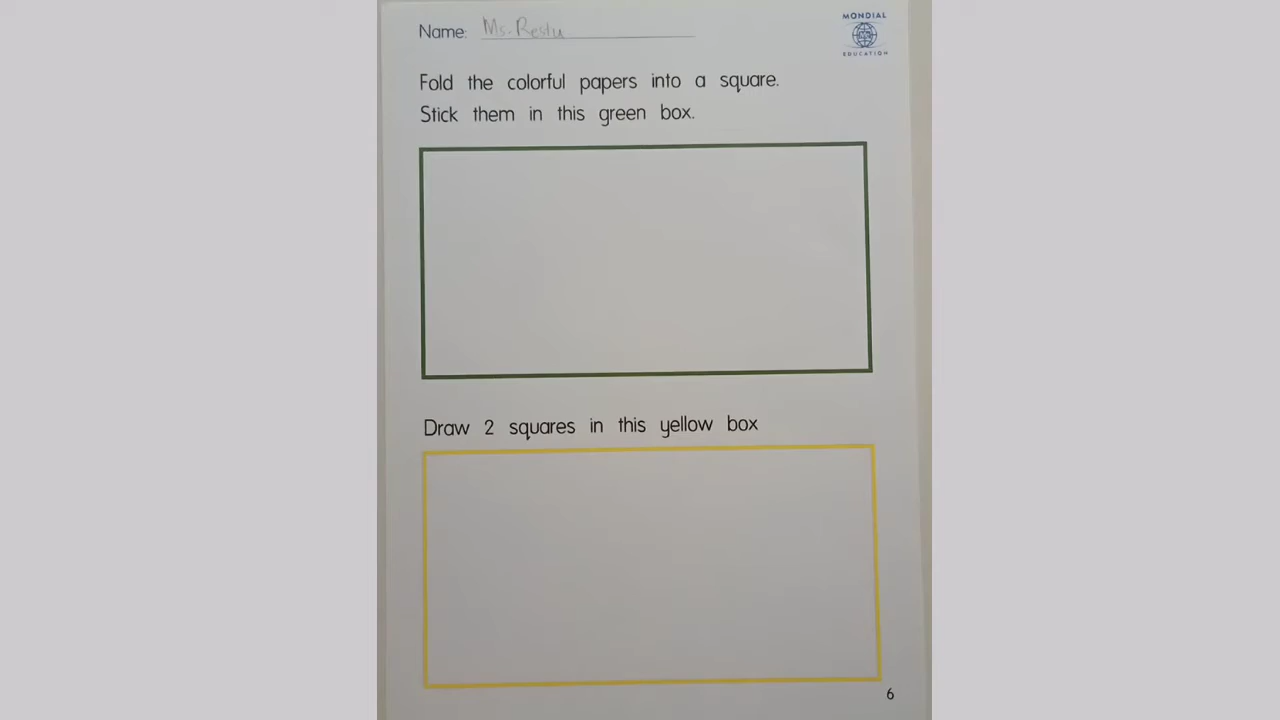 Name: Ms. Restu
MONDIAL
EDUCATION
Fold the colorful papers into a square.
Stick them in this green box.
Draw 2 squares in this yellow box
6